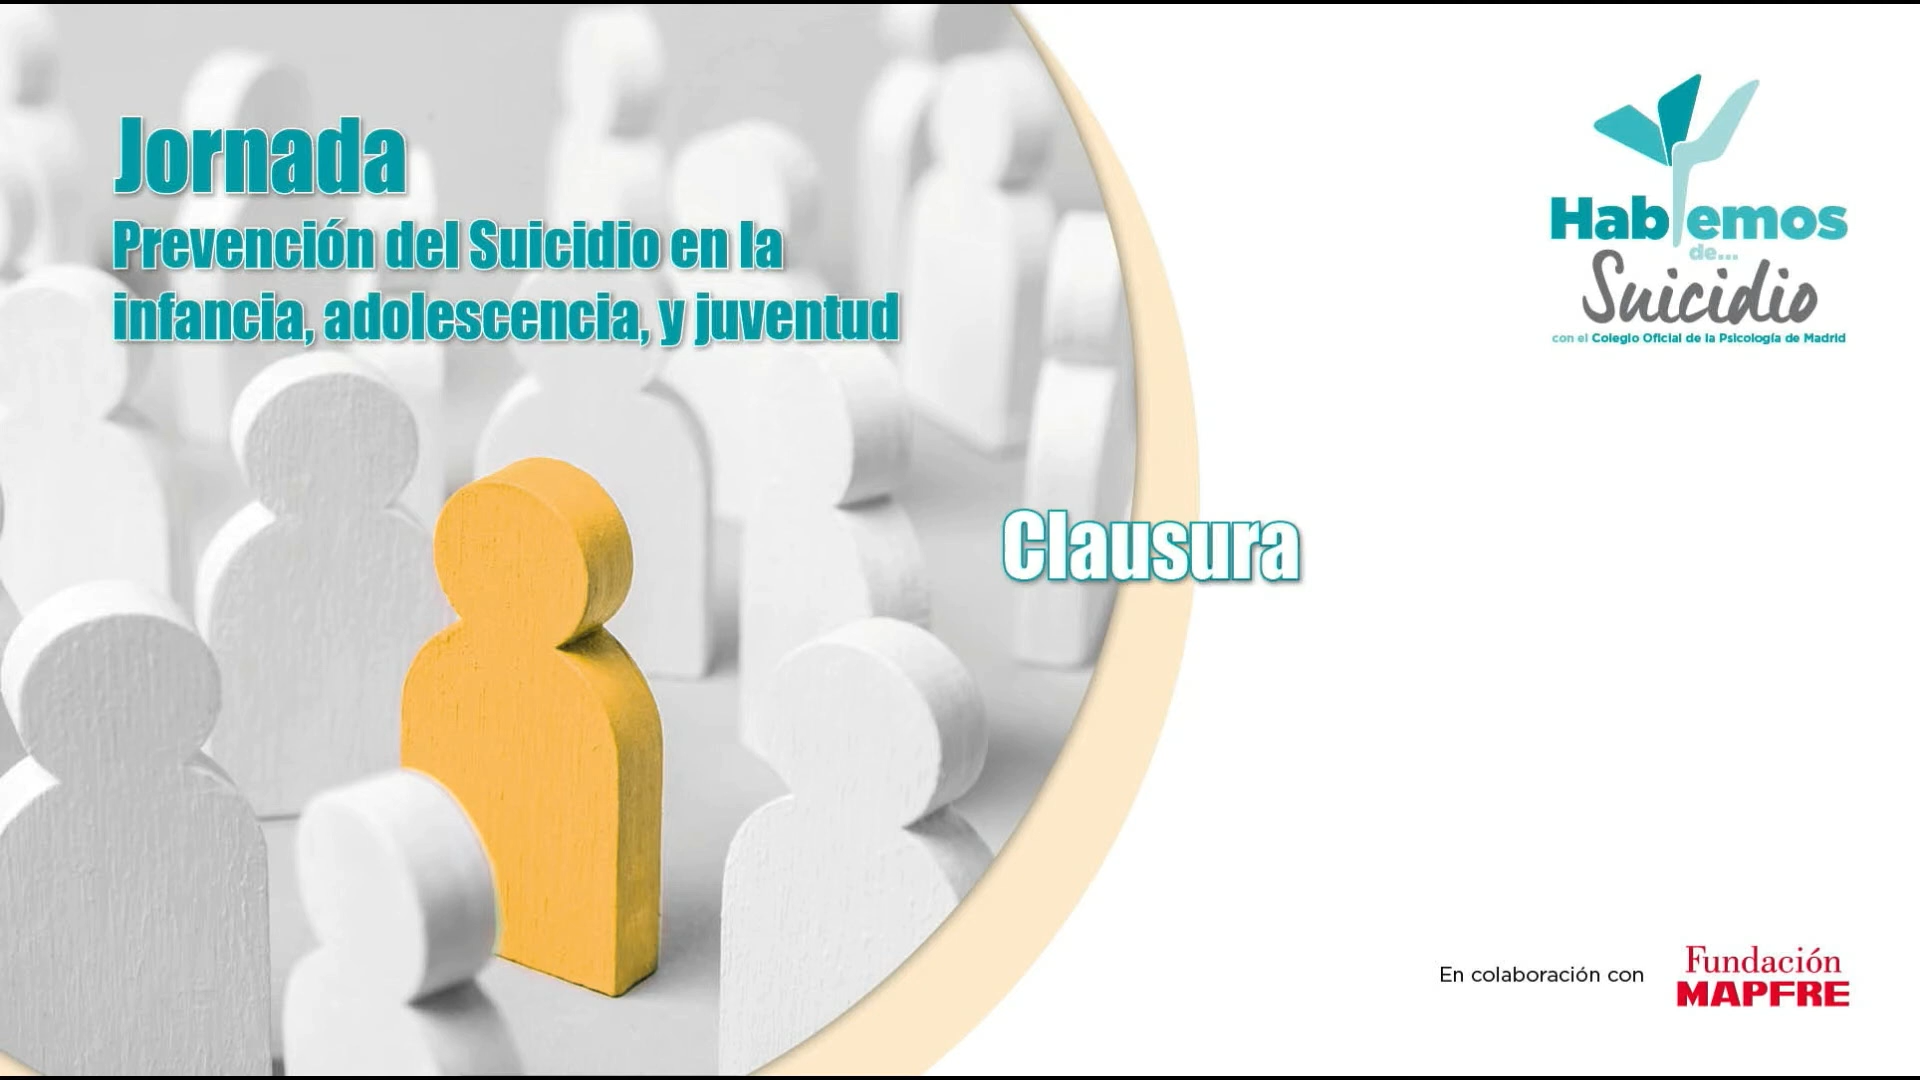 Jornada
Prevención del Suicidio en la
infancia, adolescencia, y juventud
Hablemos
de...
Suicidio
con el Colegio Oficial de la Psicología de Madrid
Clausura
En colaboración con
Fundación
MAPFRE